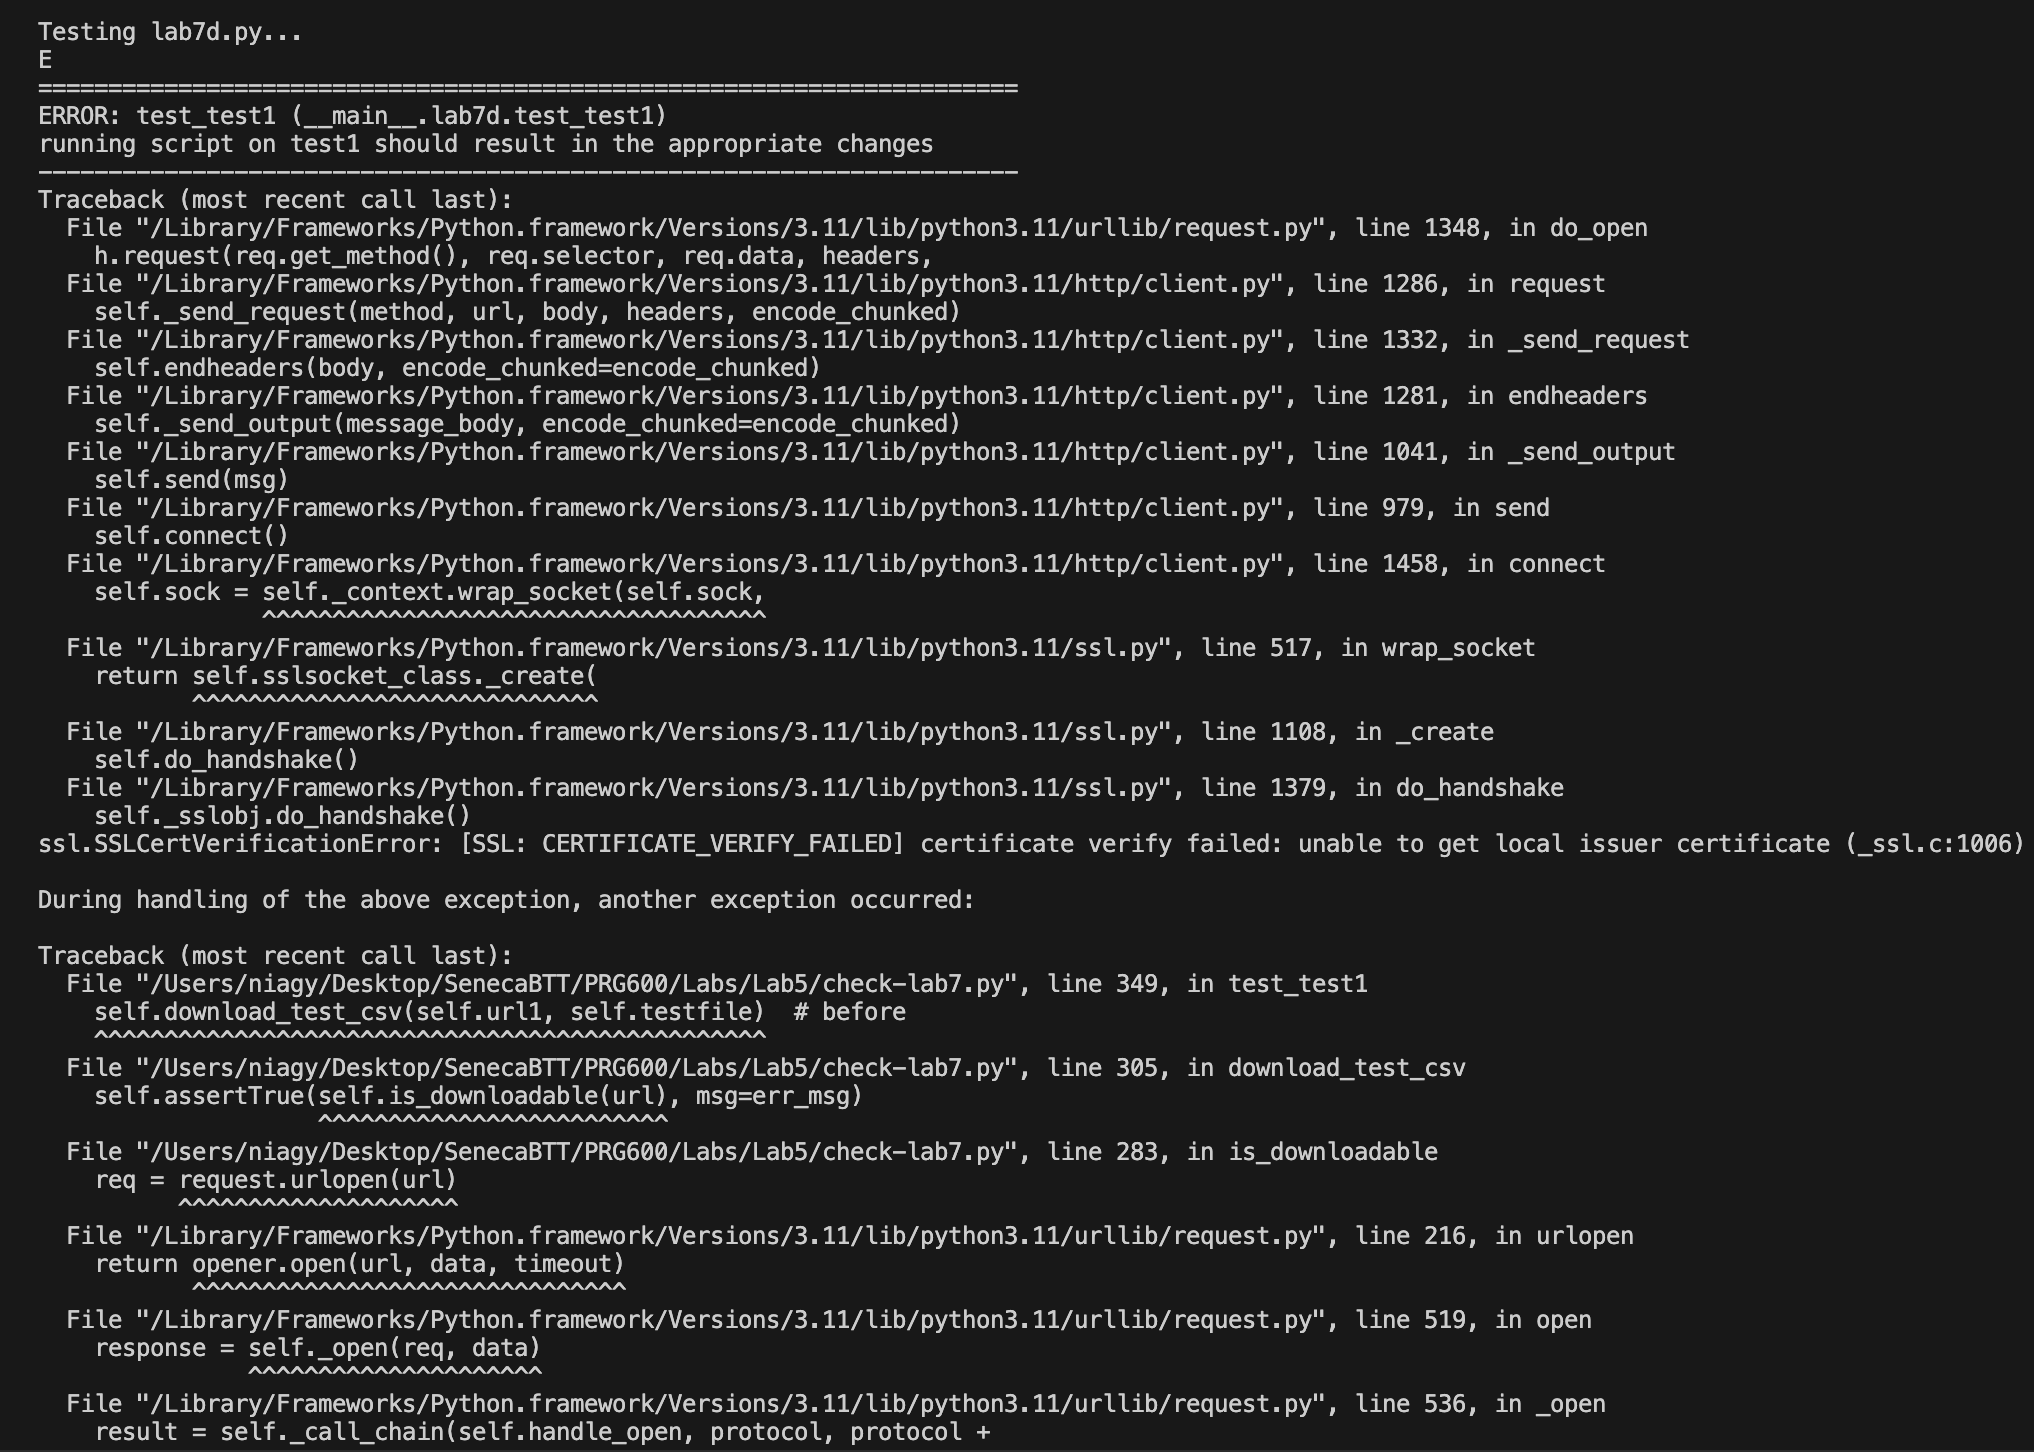 Testing lab7d.py...
E
======================================================================
ERROR: test_test1 (__main__.lab7d.test_test1)
running script on test1 should result in the appropriate changes
----------------------------------------------------------------------
Traceback (most recent call last):
  File "/Library/Frameworks/Python.framework/Versions/3.11/lib/python3.11/urllib/request.py", line 1348, in do_open
    h.request(req.get_method(), req.selector, req.data, headers,
  File "/Library/Frameworks/Python.framework/Versions/3.11/lib/python3.11/http/client.py", line 1286, in request
    self._send_request(method, url, body, headers, encode_chunked)
  File "/Library/Frameworks/Python.framework/Versions/3.11/lib/python3.11/http/client.py", line 1332, in _send_request
    self.endheaders(body, encode_chunked=encode_chunked)
  File "/Library/Frameworks/Python.framework/Versions/3.11/lib/python3.11/http/client.py", line 1281, in endheaders
    self._send_output(message_body, encode_chunked=encode_chunked)
  File "/Library/Frameworks/Python.framework/Versions/3.11/lib/python3.11/http/client.py", line 1041, in _send_output
    self.send(msg)
  File "/Library/Frameworks/Python.framework/Versions/3.11/lib/python3.11/http/client.py", line 979, in send
    self.connect()
  File "/Library/Frameworks/Python.framework/Versions/3.11/lib/python3.11/http/client.py", line 1458, in connect
    self.sock = self._context.wrap_socket(self.sock,
                ^^^^^^^^^^^^^^^^^^^^^^^^^^^^^^^^^^^^
  File "/Library/Frameworks/Python.framework/Versions/3.11/lib/python3.11/ssl.py", line 517, in wrap_socket
    return self.sslsocket_class._create(
           ^^^^^^^^^^^^^^^^^^^^^^^^^^^^^
  File "/Library/Frameworks/Python.framework/Versions/3.11/lib/python3.11/ssl.py", line 1108, in _create
    self.do_handshake()
  File "/Library/Frameworks/Python.framework/Versions/3.11/lib/python3.11/ssl.py", line 1379, in do_handshake
    self._sslobj.do_handshake()
ssl.SSLCertVerificationError: [SSL: CERTIFICATE_VERIFY_FAILED] certificate verify failed: unable to get local issuer certificate (_ssl.c:1006)

During handling of the above exception, another exception occurred:

Traceback (most recent call last):
  File "/Users/niagy/Desktop/SenecaBTT/PRG600/Labs/Lab5/check-lab7.py", line 349, in test_test1
    self.download_test_csv(self.url1, self.testfile)  # before
    ^^^^^^^^^^^^^^^^^^^^^^^^^^^^^^^^^^^^^^^^^^^^^^^^
  File "/Users/niagy/Desktop/SenecaBTT/PRG600/Labs/Lab5/check-lab7.py", line 305, in download_test_csv
    self.assertTrue(self.is_downloadable(url), msg=err_msg)
                    ^^^^^^^^^^^^^^^^^^^^^^^^^
  File "/Users/niagy/Desktop/SenecaBTT/PRG600/Labs/Lab5/check-lab7.py", line 283, in is_downloadable
    req = request.urlopen(url)
          ^^^^^^^^^^^^^^^^^^^^
  File "/Library/Frameworks/Python.framework/Versions/3.11/lib/python3.11/urllib/request.py", line 216, in urlopen
    return opener.open(url, data, timeout)
           ^^^^^^^^^^^^^^^^^^^^^^^^^^^^^^^
  File "/Library/Frameworks/Python.framework/Versions/3.11/lib/python3.11/urllib/request.py", line 519, in open
    response = self._open(req, data)
               ^^^^^^^^^^^^^^^^^^^^^
  File "/Library/Frameworks/Python.framework/Versions/3.11/lib/python3.11/urllib/request.py", line 536, in _open
    result = self._call_chain(self.handle_open, protocol, protocol +